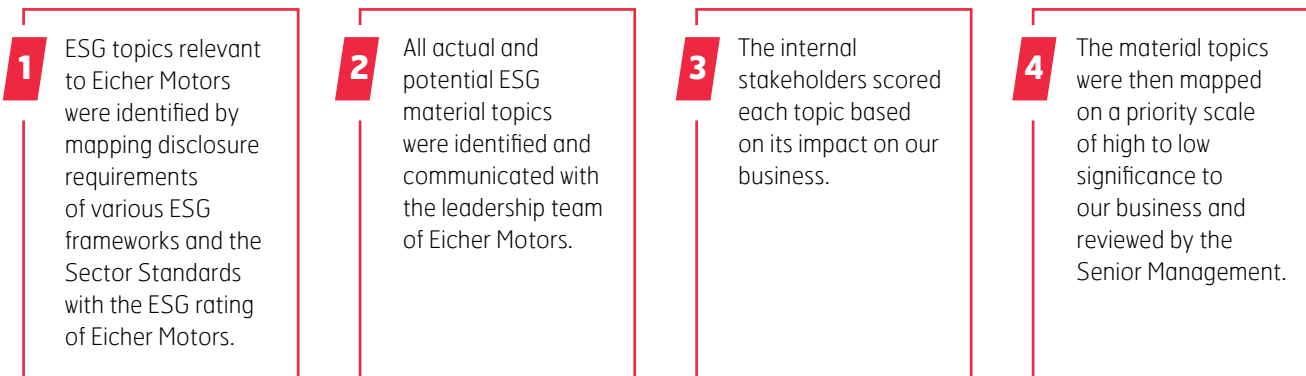 1
ESG topics relevant
to Eicher Motors
were identified by
mapping disclosure
requirements
of various ESG
frameworks and the
Sector Standards
with the ESG rating
of Eicher Motors.
2
All actual and
potential ESG
material topics
were identified and
communicated with
the leadership team
of Eicher Motors.
3
The internal
stakeholders scored
each topic based
on its impact on our
business.
4
The material topics
were then mapped
on a priority scale
of high to low
significance to
our business and
reviewed by the
Senior Management.